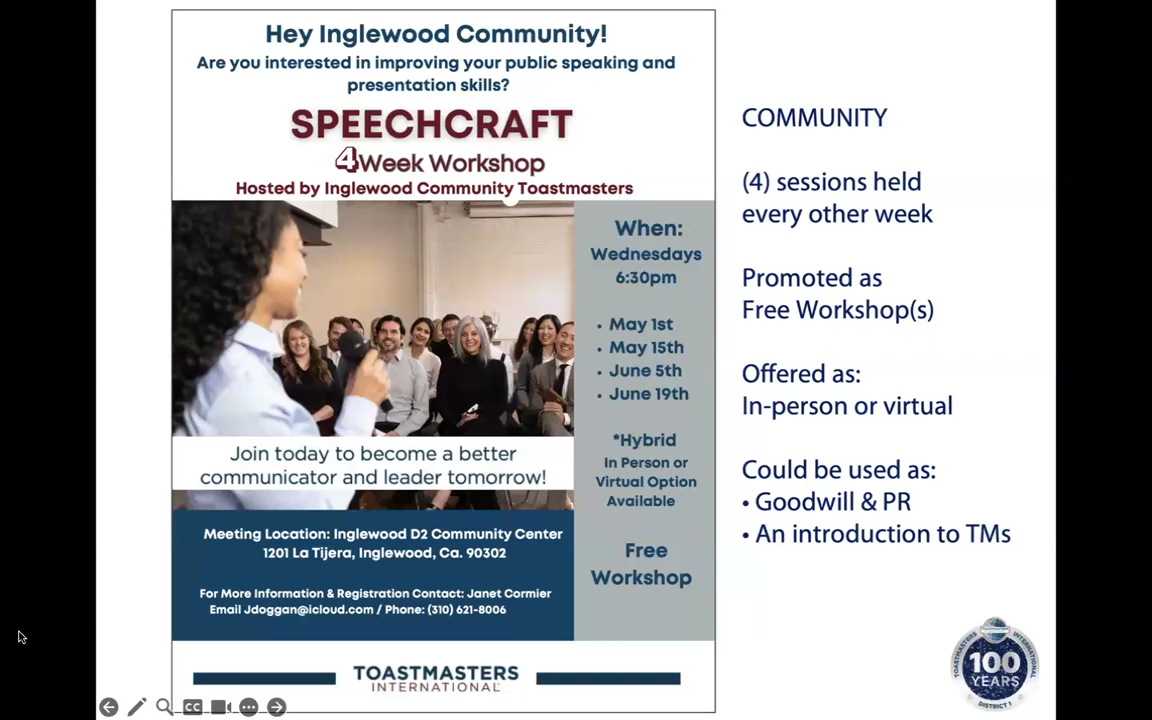 Hey Inglewood Community!
Are you interested in improving your public speaking and
presentation skills?
SPEECHCRAFT
4Week Workshop
Hosted by Inglewood Community Toastmasters
When:
Wednesdays
6:30pm
• May 1st
• May 15th
• June 5th
• June 19th
*Hybrid
In Person or
Virtual Option
Available
Free
Workshop
Join today to become a better
communicator and leader tomorrow!
Meeting Location: Inglewood D2 Community Center
1201 La Tijera, Inglewood, Ca. 90302
For More Information & Registration Contact: Janet Cormier
Email Jdoggan@icloud.com / Phone: (310) 621-8006
TOASTMASTERS
INTERNATIONAL
COMMUNITY
(4) sessions held
every other week
Promoted as
Free Workshop(s)
Offered as:
In-person or virtual
Could be used as:
• Goodwill & PR
• An introduction to TMs
TOASTMASTERS INTERNATIONAL
100
YEARS
DISTRICT 1
CC